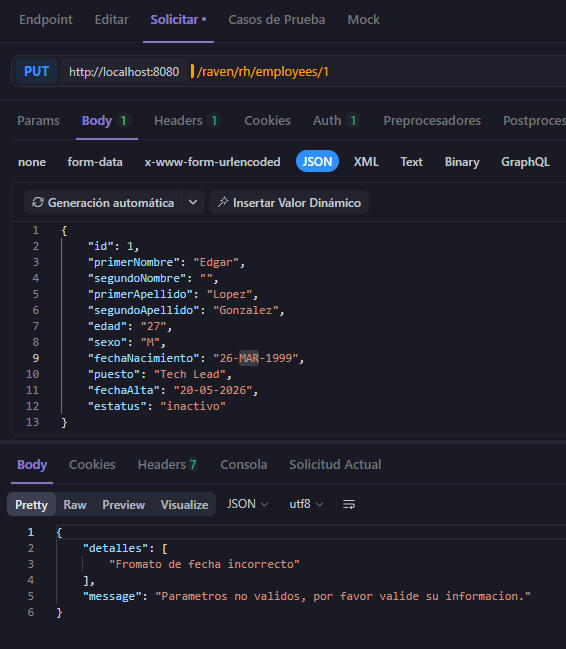 Endpoint Editar Solicitar • Casos de Prueba Mock
PUT http://localhost:8080 /raven/rh/employees/1
Params Body 1 Headers 1 Cookies Auth 1 Preprocesadores Postproces
none form-data x-www-form-urlencoded JSON XML Text Binary GraphQL
Generación automática Insertar Valor Dinámico
1 {
2 "id": 1,
3 "primerNombre": "Edgar",
4 "segundoNombre": "",
5 "primerApellido": "Lopez",
6 "segundoApellido": "Gonzalez",
7 "edad": "27",
8 "sexo": "M",
9 "fechaNacimiento": "26-MAR-1999",
10 "puesto": "Tech Lead",
11 "fechaAlta": "20-05-2026",
12 "estatus": "inactivo"
13 }
Body Cookies Headers 7 Consola Solicitud Actual
Pretty Raw Preview Visualize JSON utf8
1 {
2 "detalles": [
3 "Fromato de fecha incorrecto"
4 ],
5 "message": "Parametros no validos, por favor valide su informacion."
6 }